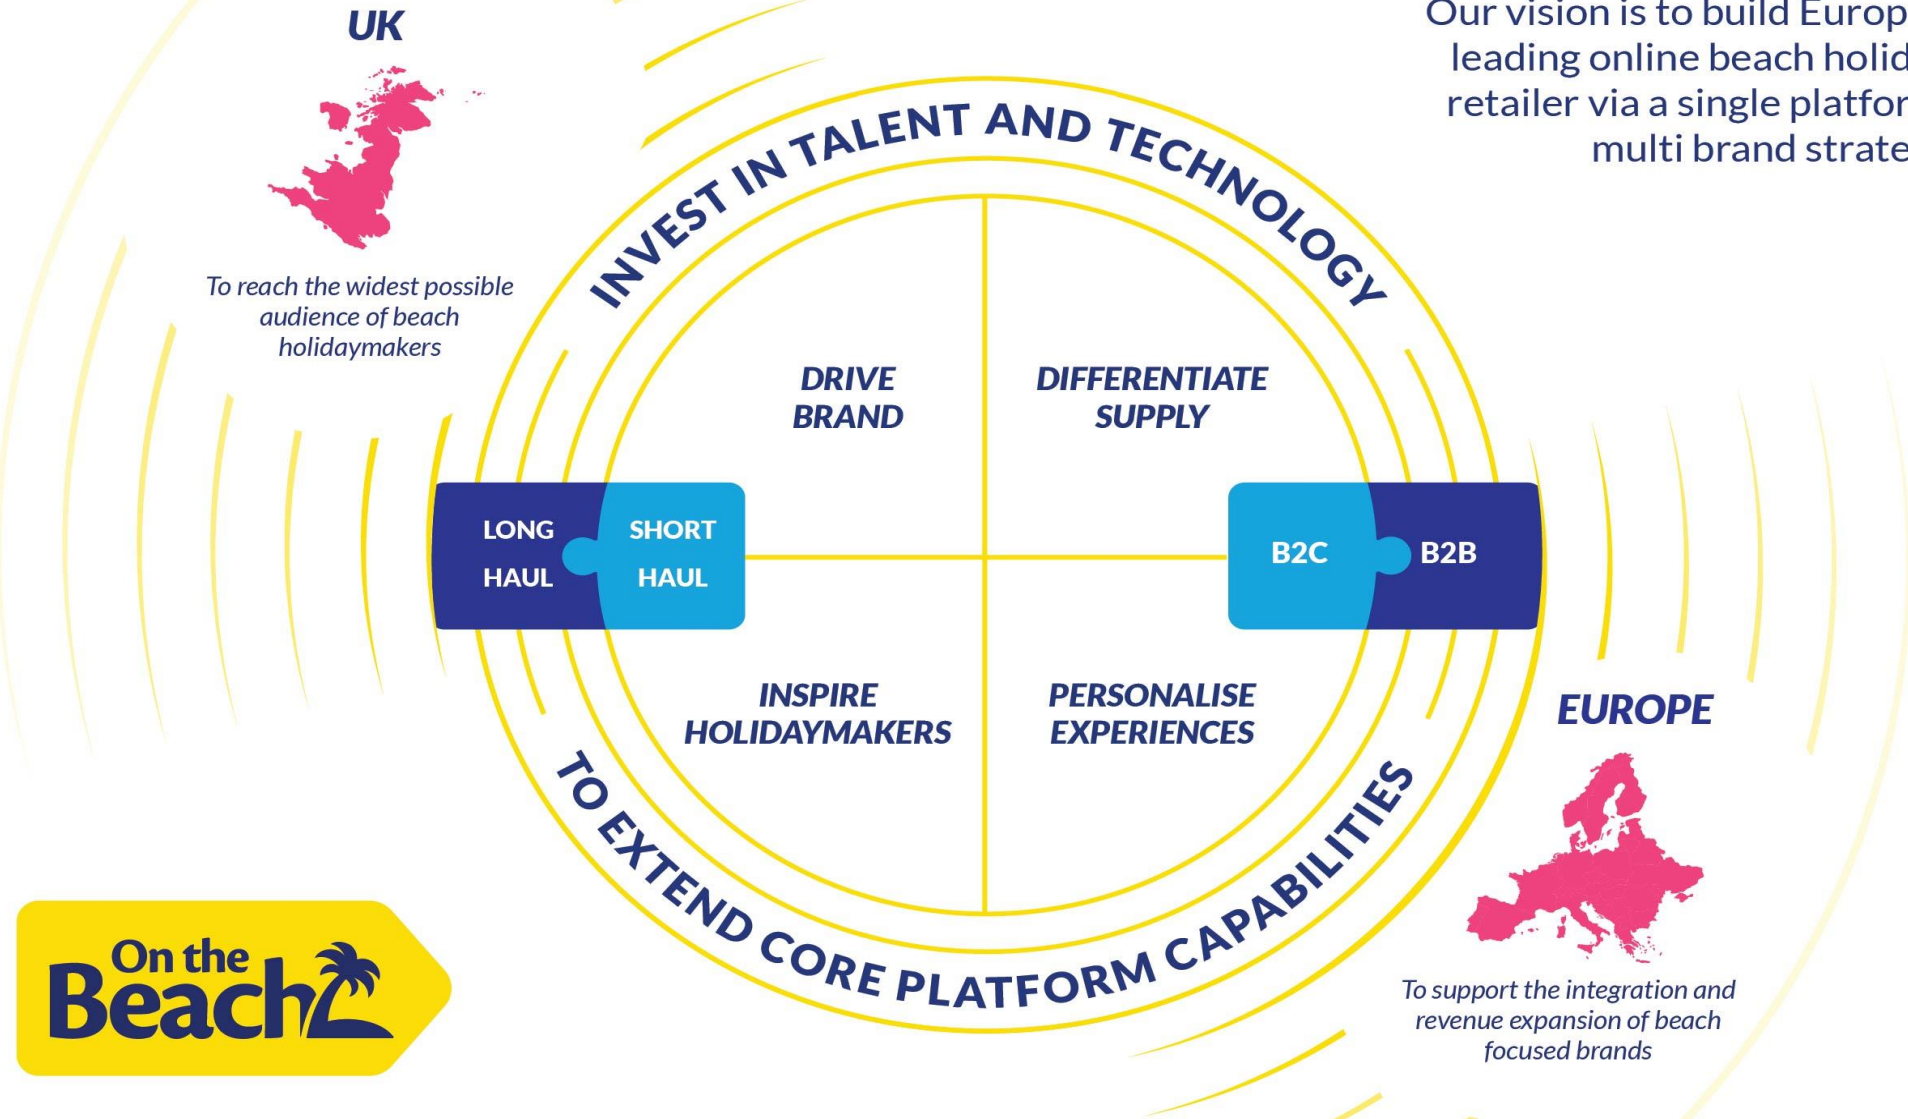 UK
To reach the widest possible
audience of beach
holidaymakers
Our vision is to build Europ
leading online beach holid
retailer via a single platfor
multi brand strate
INVEST IN TALENT AND TECHNOLOGY
DRIVE
BRAND
DIFFERENTIATE
SUPPLY
LONG
HAUL
SHORT
HAUL
B2C
B2B
INSPIRE
HOLIDAYMAKERS
PERSONALISE
EXPERIENCES
TO EXTEND CORE PLATFORM CAPABILITIES
EUROPE
To support the integration and
revenue expansion of beach
focused brands
On the
Beach